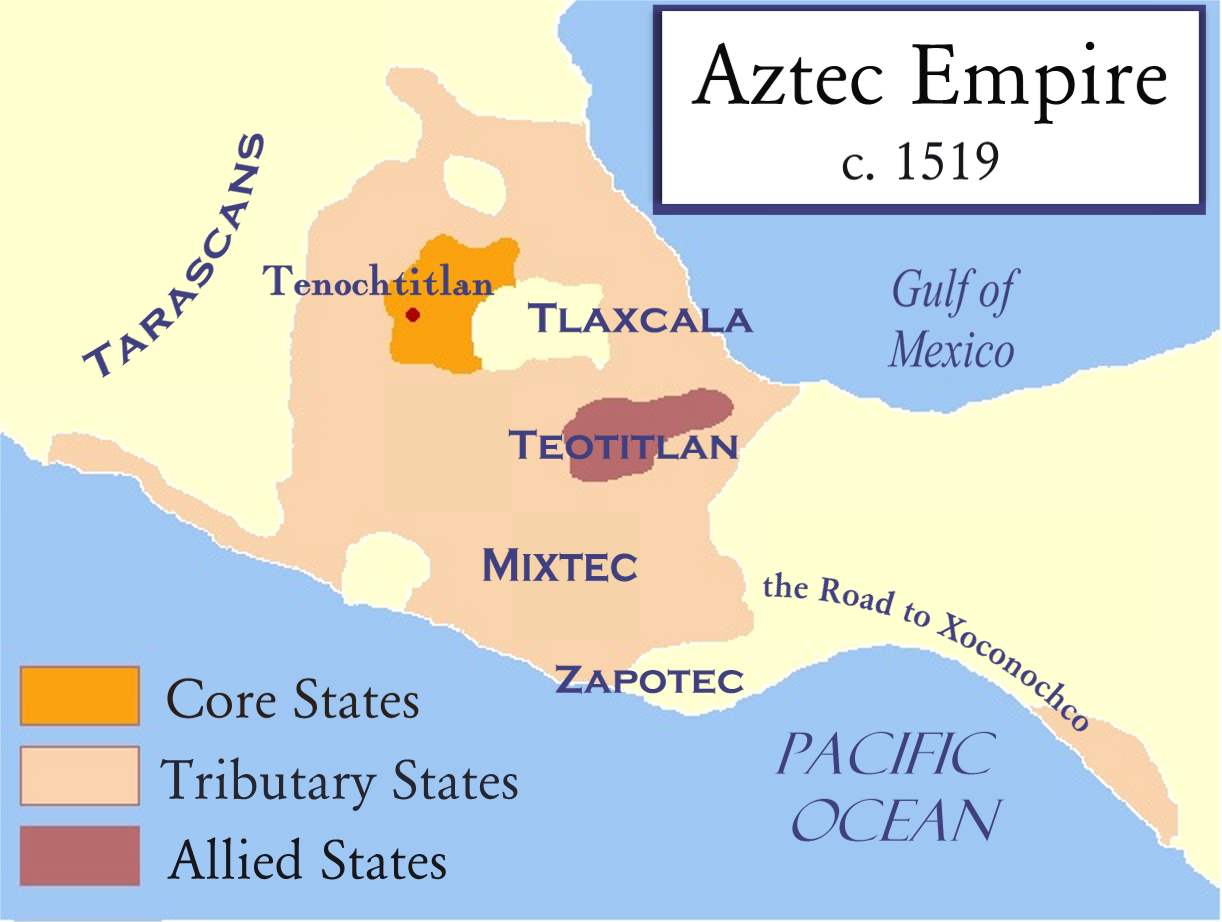 Aztec Empire
c. 1519
TARASCANS
Tenochtitlan
TLAXCALA
Gulf of
Mexico
TEOTITLAN
MIXTEC
the Road to Xoconochco
ZAPOTEC
Core States
Tributary States
Allied States
PACIFIC
OCEAN